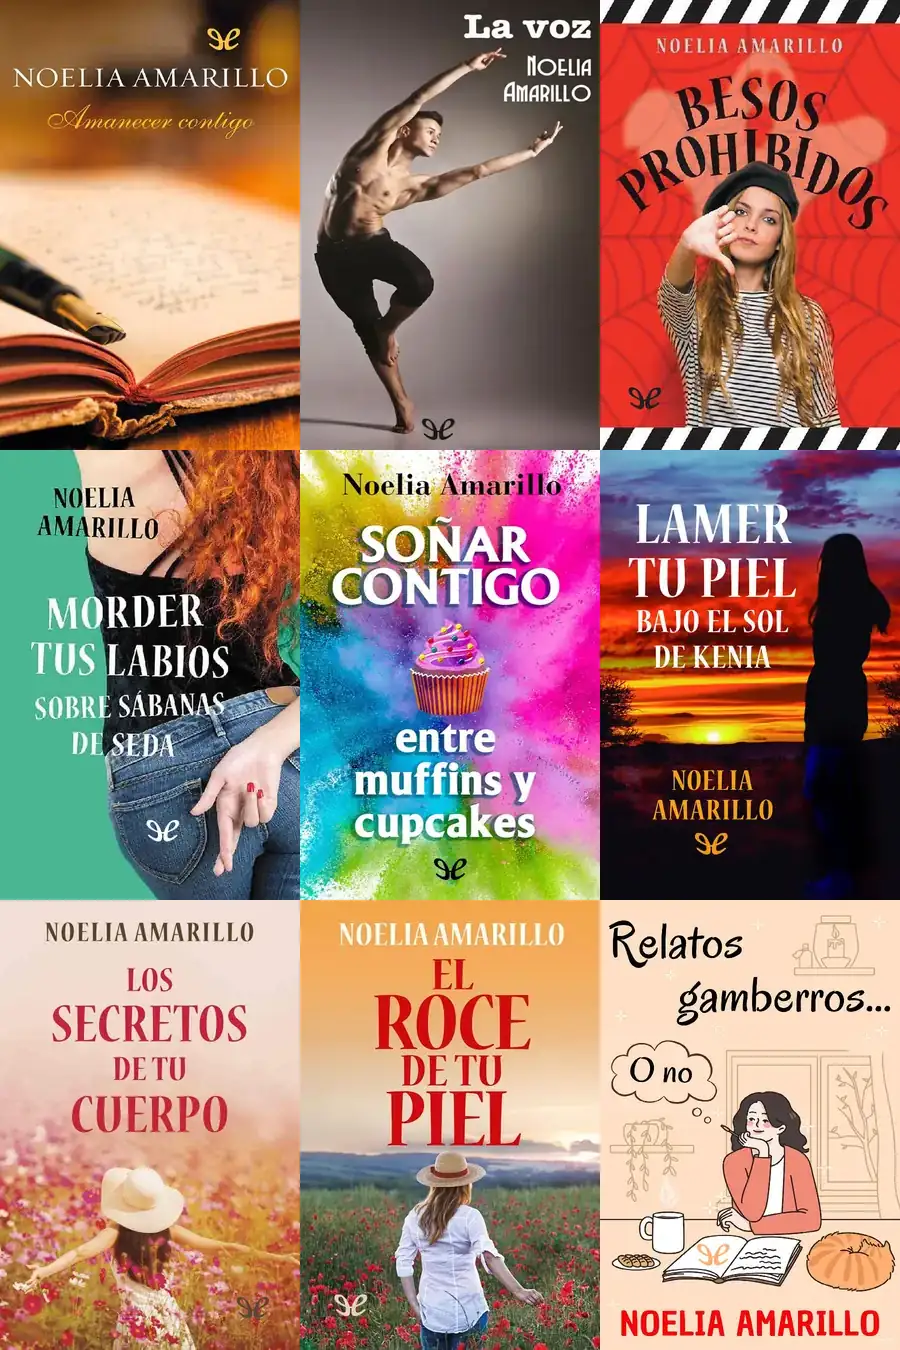 NOELIA AMARILLO
Amanecer contigo
La voz
NOELIA
AMARILLO
NOELIA AMARILLO
BESOS
PROHIBIDOS
NOELIA
AMARILLO
MORDER
TUS LABIOS
SOBRE SÁBANAS
DE SEDA
Noelia Amarillo
SOÑAR
CONTIGO
entre
muffins y
cupcakes
LAMER
TU PIEL
BAJO EL SOL
DE KENIA
NOELIA
AMARILLO
NOELIA AMARILLO
LOS
SECRETOS
DE TU
CUERPO
NOELIA AMARILLO
EL
ROCE
DE TU
PIEL
Relatos
gamberros...
O no
NOELIA AMARILLO